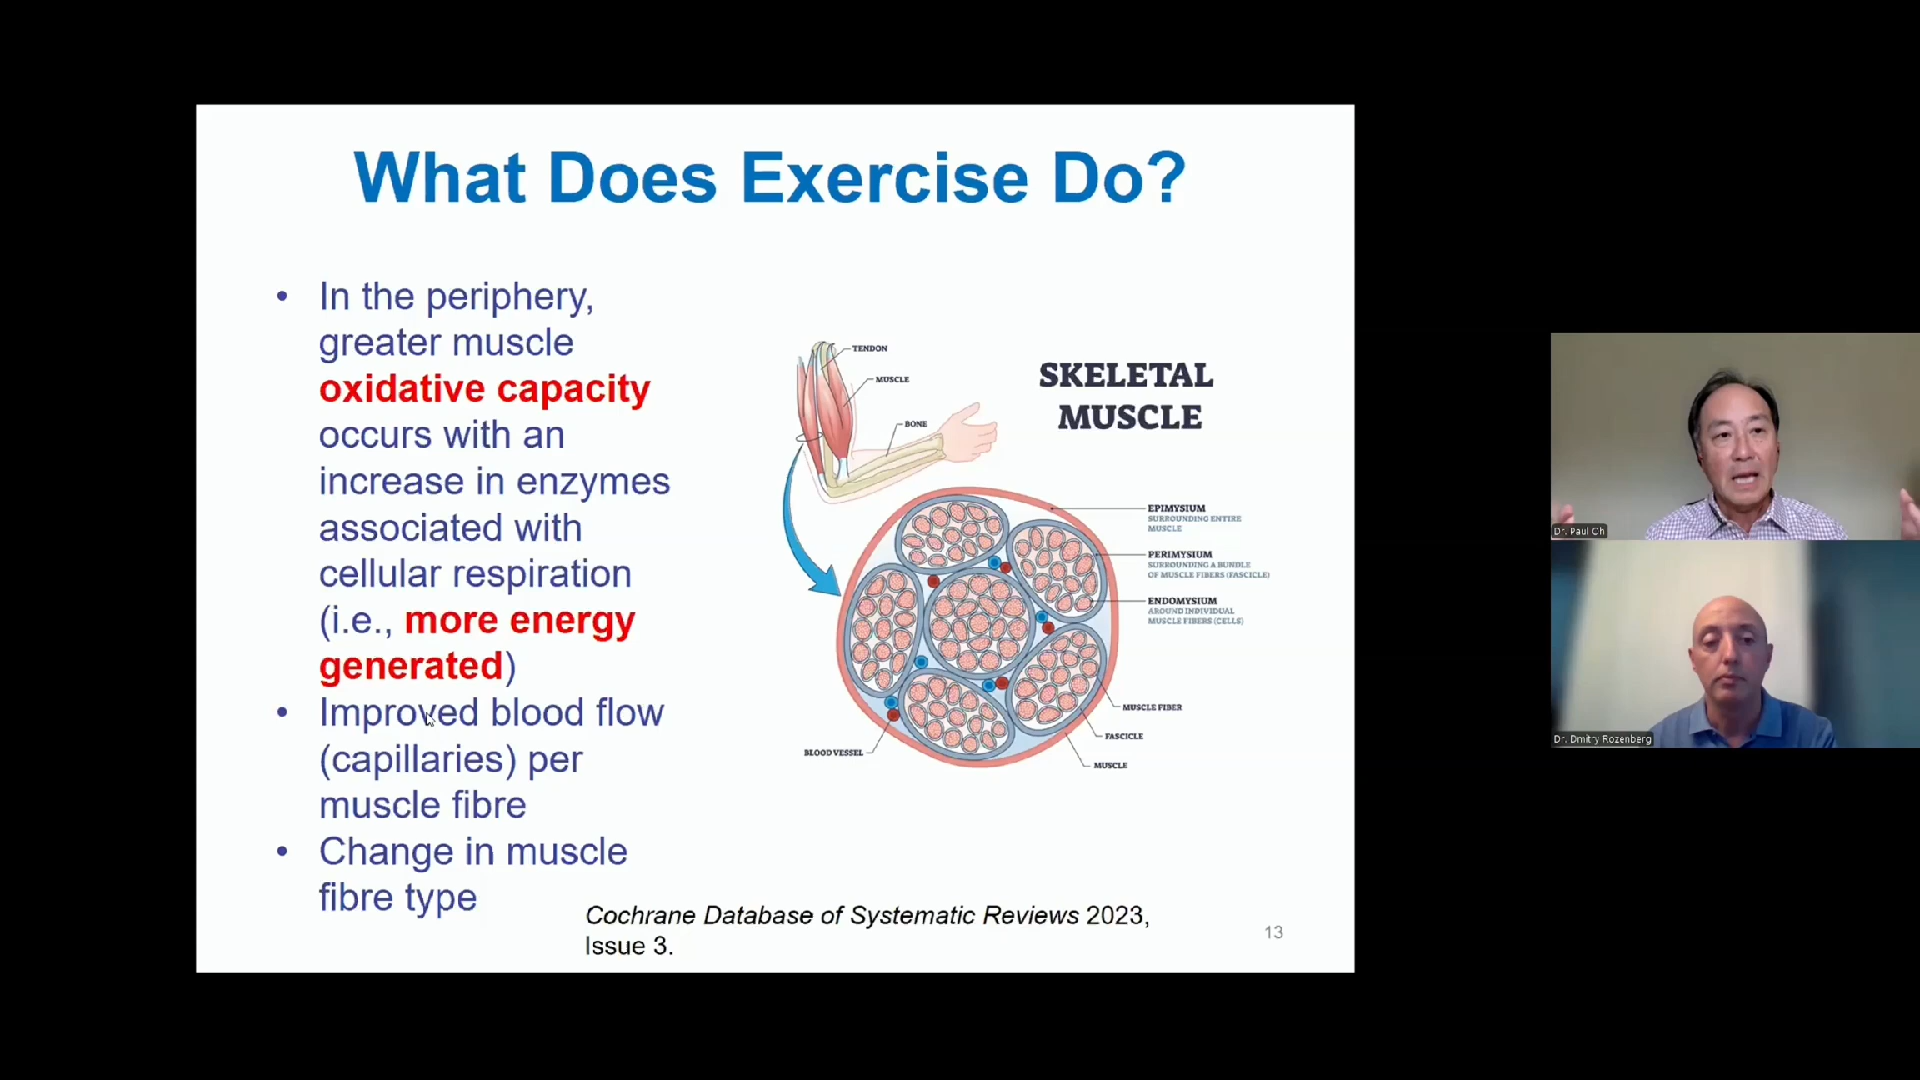 What Does Exercise Do?
• In the periphery,
greater muscle
oxidative capacity
occurs with an
increase in enzymes
associated with
cellular respiration
(i.e., more energy
generated)
• Improved blood flow
(capillaries) per
muscle fibre
• Change in muscle
fibre type
TENDON
MUSCLE
BONE
SKELETAL
MUSCLE
EPIMYSIUM
SURROUNDING ENTIRE
MUSCLE
PERIMYSIUM
SURROUNDING A BUNDLE
OF MUSCLE FIBERS (FASCICLE)
ENDOMYSIUM
AROUND INDIVIDUAL
MUSCLE FIBERS (CELLS)
MUSCLE FIBER
FASCICLE
MUSCLE
BLOOD VESSEL
Cochrane Database of Systematic Reviews 2023,
Issue 3.
13
Dr. Paul Oh
Dr. Dmitry Rozenberg